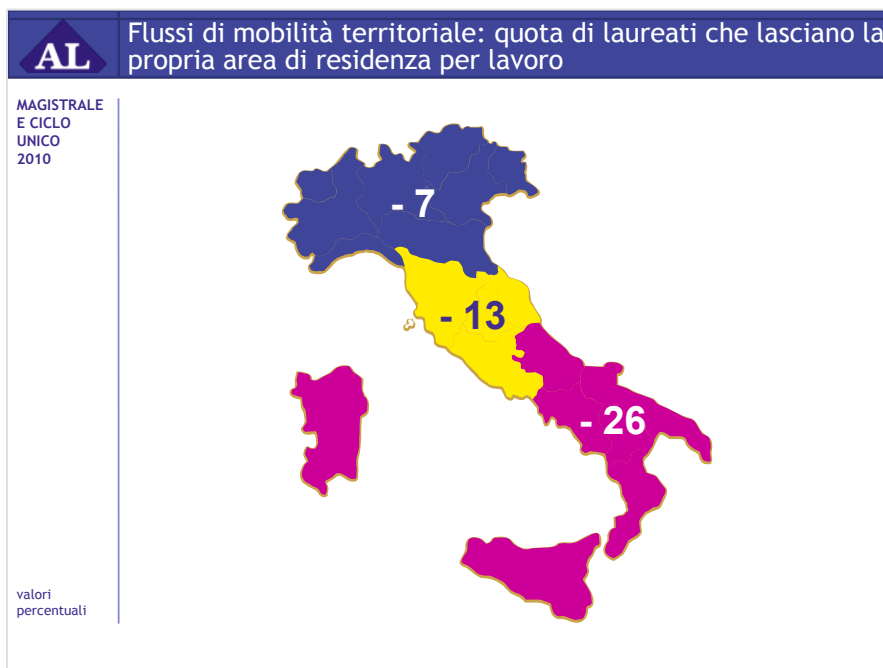 AL
Flussi di mobilità territoriale: quota di laureati che lasciano la
propria area di residenza per lavoro
MAGISTRALE
E CICLO
UNICO
2010
- 7
- 13
- 26
valori
percentuali